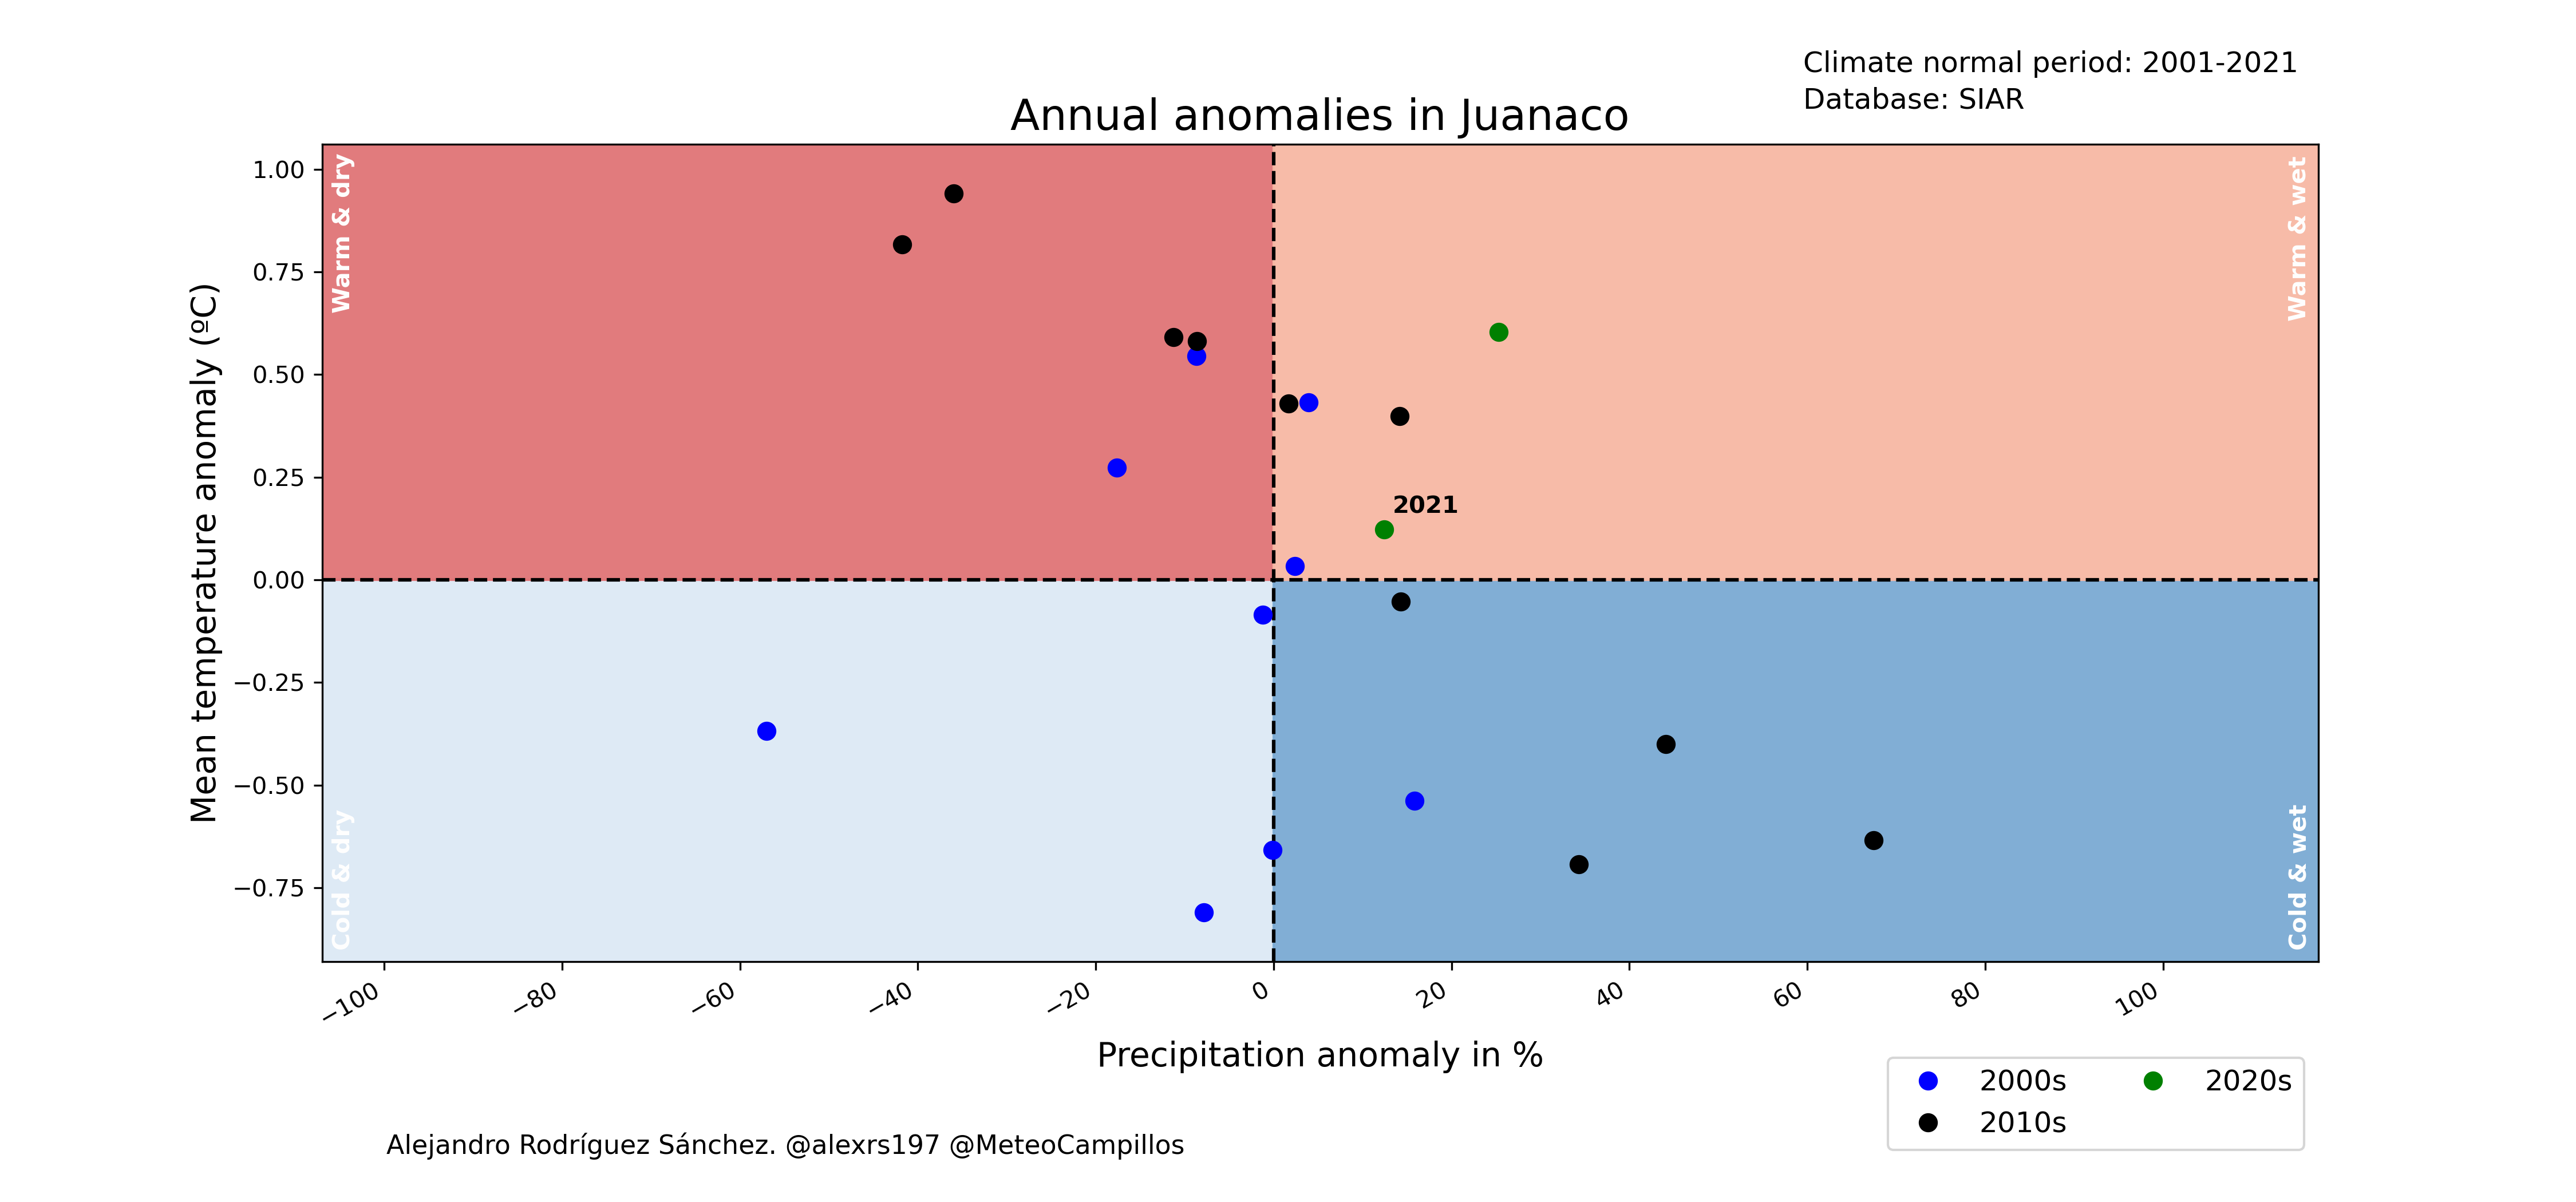 Climate normal period: 2001-2021
Database: SIAR
Annual anomalies in Juanaco
Mean temperature anomaly (ºC)
1.00
0.75
0.50
0.25
0.00
−0.25
−0.50
−0.75
Warm & dry
Warm & wet
2021
Cold & dry
Cold & wet
−100
−80
−60
−40
−20
0
20
40
60
80
100
Precipitation anomaly in %
2000s
2010s
2020s
Alejandro Rodríguez Sánchez. @alexrs197 @MeteoCampillos